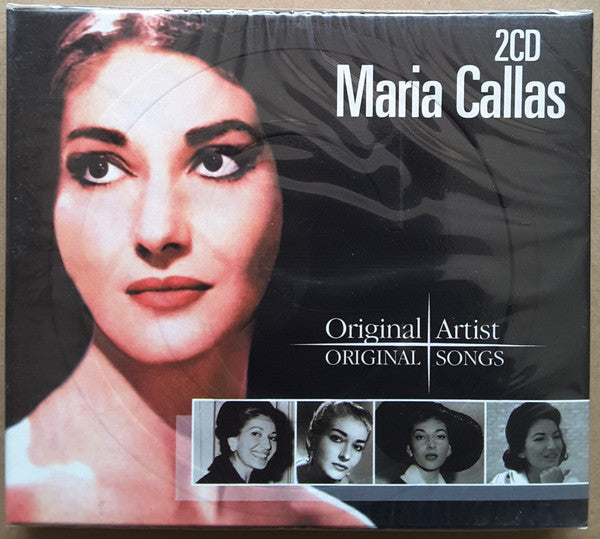 2CD
Maria Callas
Original Artist
ORIGINAL SONGS